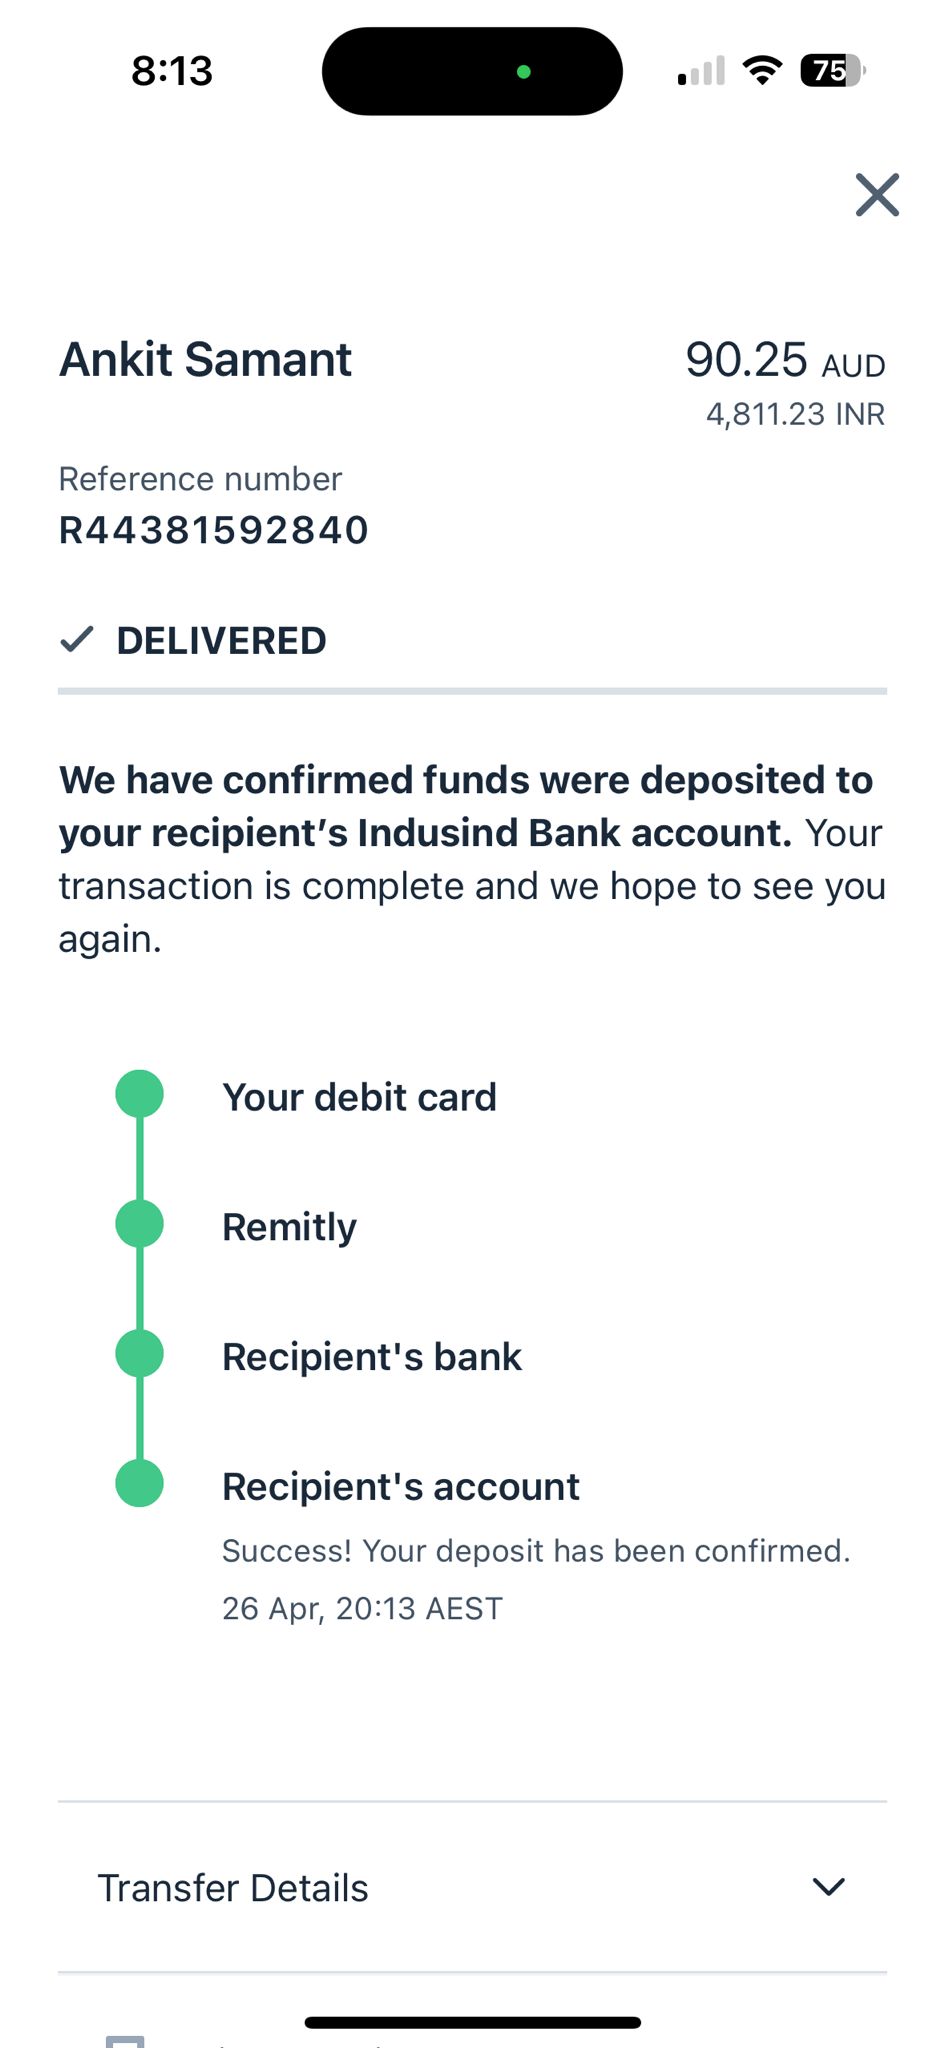 8:13
75
Ankit Samant
90.25 AUD
4,811.23 INR
Reference number
R44381592840
DELIVERED
We have confirmed funds were deposited to
your recipient’s Indusind Bank account. Your
transaction is complete and we hope to see you
again.
Your debit card
Remitly
Recipient's bank
Recipient's account
Success! Your deposit has been confirmed.
26 Apr, 20:13 AEST
Transfer Details